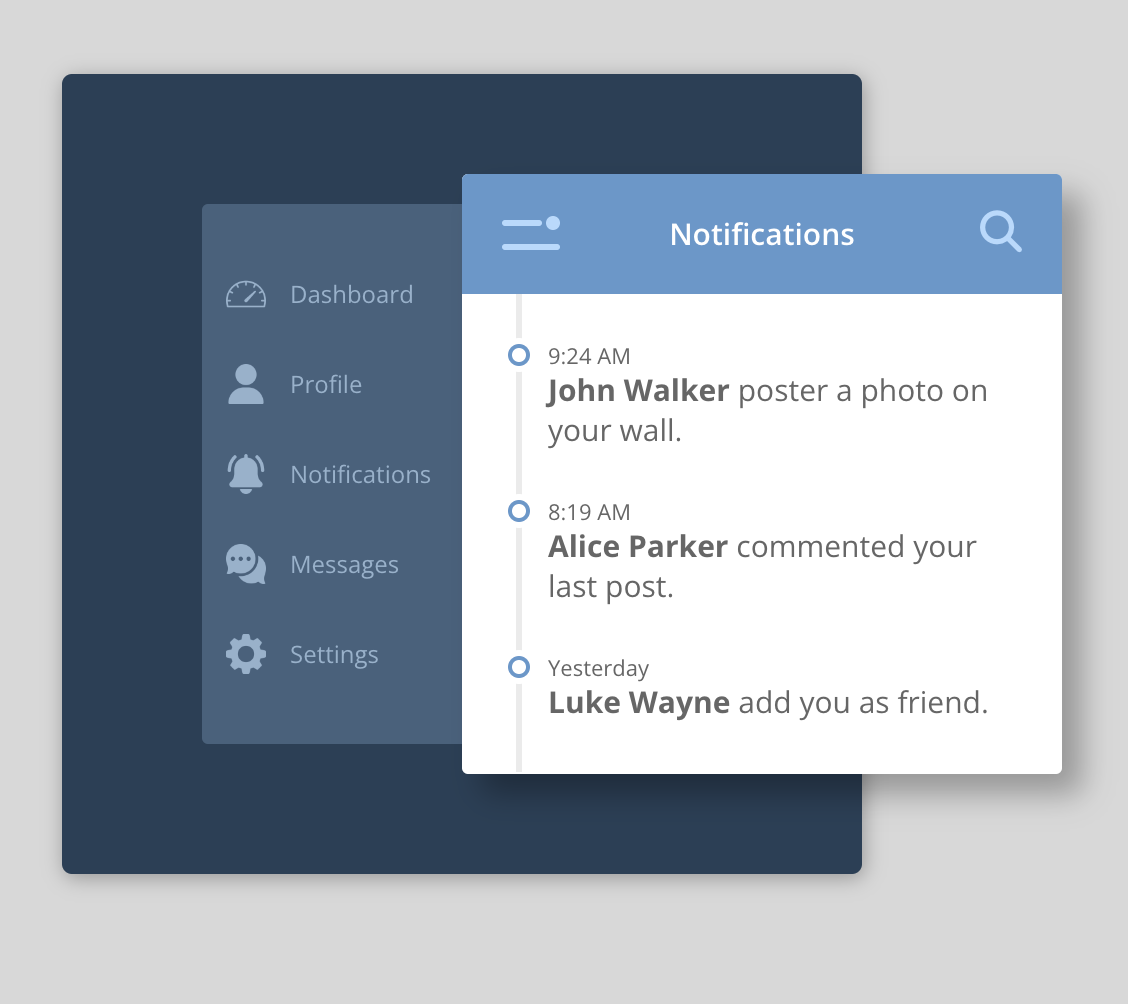 Notifications
Dashboard
Profile
Notifications
Messages
Settings
9:24 AM
John Walker poster a photo on
your wall.
8:19 AM
Alice Parker commented your
last post.
Yesterday
Luke Wayne add you as friend.